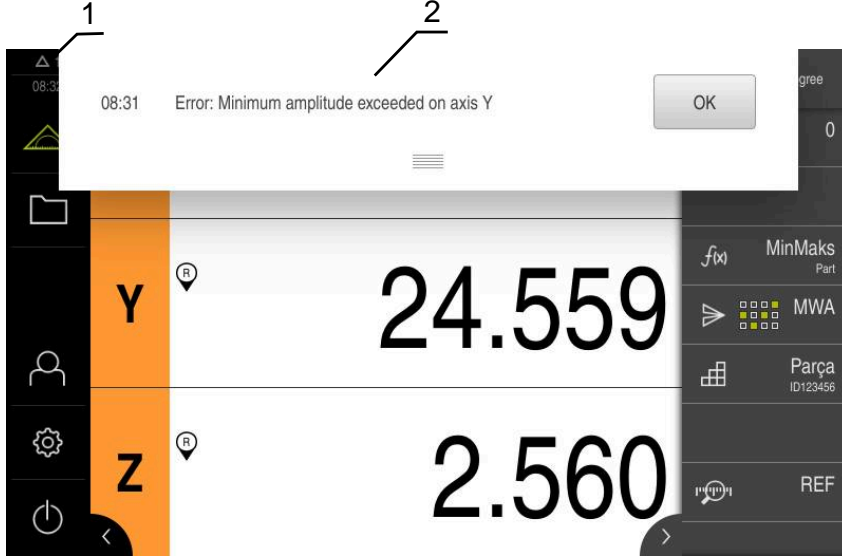 1
2
08:32
08:31 Error: Minimum amplitude exceeded on axis Y OK
0
MinMaks
Part
f(x)
Y R 24.559
MWA
Parça
ID123456
Z R 2.560
REF